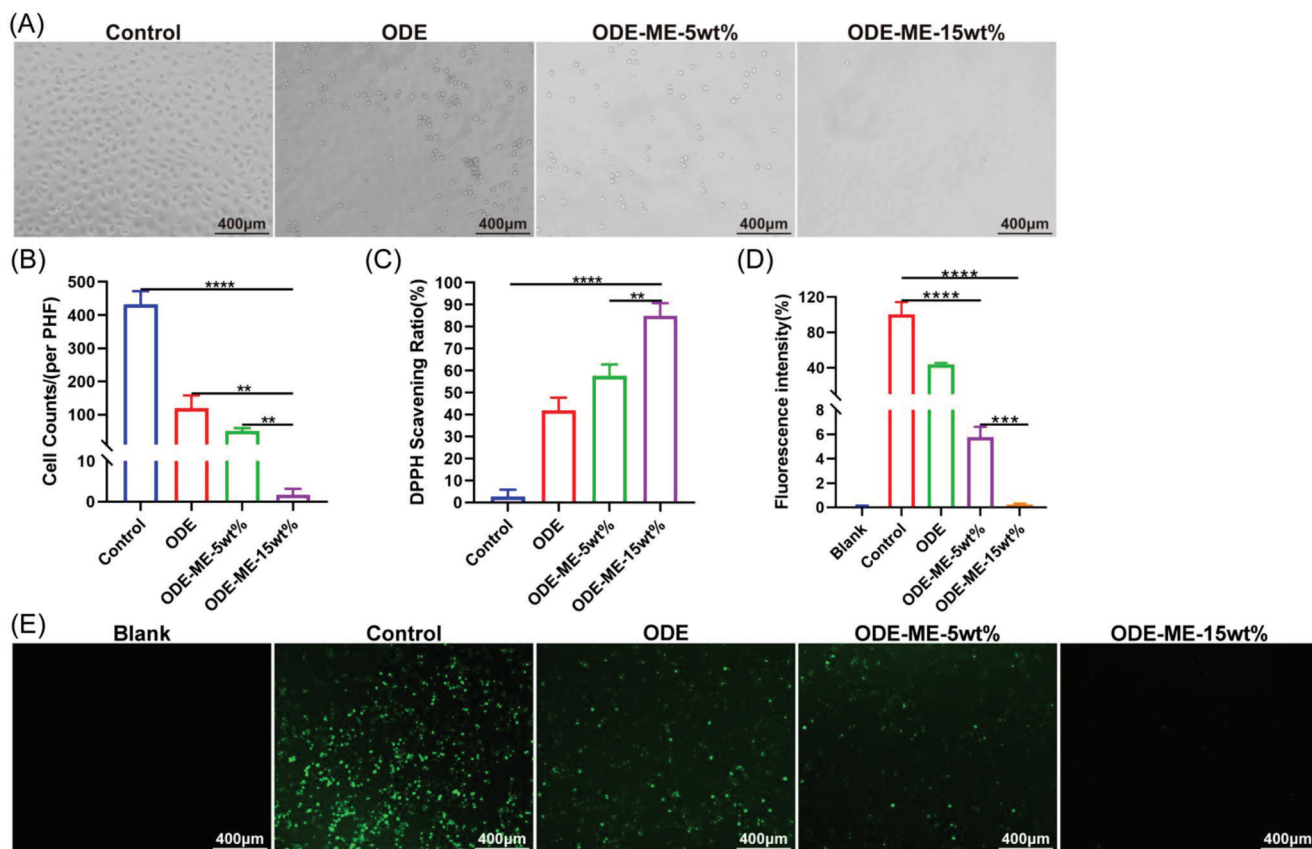 (A)
Control ODE ODE-ME-5wt% ODE-ME-15wt%
400μm 400μm 400μm 400μm
(B)
Cell Counts/(per PHF)
500
400
300
200
100
10
0
****
**
**
Control ODE ODE-ME-5wt% ODE-ME-15wt%
(C)
DPPH Scavening Ratio(%)
100
90
80
70
60
50
40
30
20
10
0
****
**
Control ODE ODE-ME-5wt% ODE-ME-15wt%
(D)
Fluorescence intensity(%)
120
80
40
8
6
4
2
0
****
****
***
Blank Control ODE ODE-ME-5wt% ODE-ME-15wt%
(E)
Blank Control ODE ODE-ME-5wt% ODE-ME-15wt%
400μm 400μm 400μm 400μm 400μm